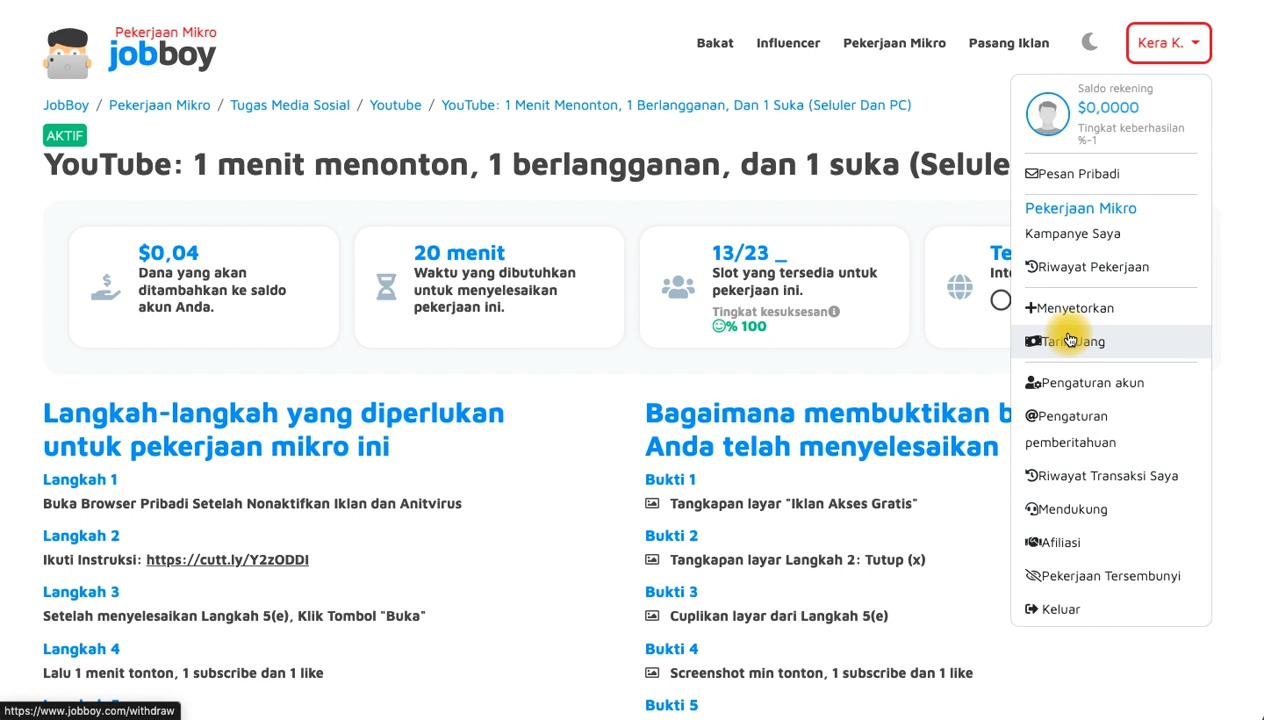 Pekerjaan Mikro
jobboy
Bakat
Influencer
Pekerjaan Mikro
Pasang Iklan
Kera K.
JobBoy / Pekerjaan Mikro / Tugas Media Sosial / Youtube / YouTube: 1 Menit Menonton, 1 Berlangganan, Dan 1 Suka (Seluler Dan PC)
AKTIF
YouTube: 1 menit menonton, 1 berlangganan, dan 1 suka (Seluler
$0,04
Dana yang akan
ditambahkan ke saldo
akun Anda.
20 menit
Waktu yang dibutuhkan
untuk menyelesaikan
pekerjaan ini.
13/23 _
Slot yang tersedia untuk
pekerjaan ini.
Tingkat kesuksesan
% 100
Te
Inte
Saldo rekening
$0,0000
Tingkat keberhasilan
%-1
Pesan Pribadi
Pekerjaan Mikro
Kampanye Saya
Riwayat Pekerjaan
Menyetorkan
Tarik Uang
Pengaturan akun
Pengaturan
pemberitahuan
Riwayat Transaksi Saya
Mendukung
Afiliasi
Pekerjaan Tersembunyi
Keluar
Langkah-langkah yang diperlukan
untuk pekerjaan mikro ini
Langkah 1
Buka Browser Pribadi Setelah Nonaktifkan Iklan dan Anitvirus
Langkah 2
Ikuti Instruksi: https://cutt.ly/Y2zODDI
Langkah 3
Setelah menyelesaikan Langkah 5(e), Klik Tombol "Buka"
Langkah 4
Lalu 1 menit tonton, 1 subscribe dan 1 like
Bagaimana membuktikan b
Anda telah menyelesaikan
Bukti 1
Tangkapan layar "Iklan Akses Gratis"
Bukti 2
Tangkapan layar Langkah 2: Tutup (x)
Bukti 3
Cuplikan layar dari Langkah 5(e)
Bukti 4
Screenshot min tonton, 1 subscribe dan 1 like
Bukti 5
https://www.jobboy.com/withdraw